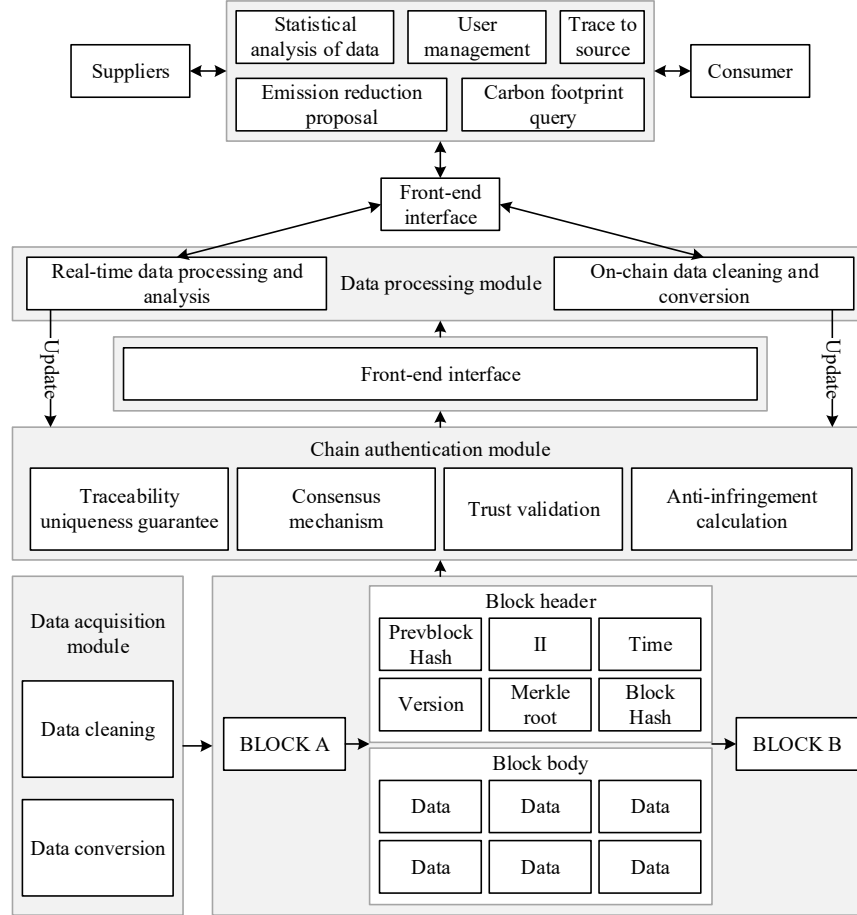 Statistical
analysis of data
User
management
Trace to
source
Suppliers
Consumer
Emission reduction
proposal
Carbon footprint
query
Front-end
interface
Real-time data processing and
analysis
Data processing module
On-chain data cleaning and
conversion
Update
Update
Front-end interface
Chain authentication module
Traceability
uniqueness guarantee
Consensus
mechanism
Trust validation
Anti-infringement
calculation
Data acquisition
module
Data cleaning
Data conversion
BLOCK A
Block header
Prevblock
Hash
II
Time
Version
Merkle
root
Block
Hash
Block body
Data
Data
Data
Data
Data
Data
BLOCK B